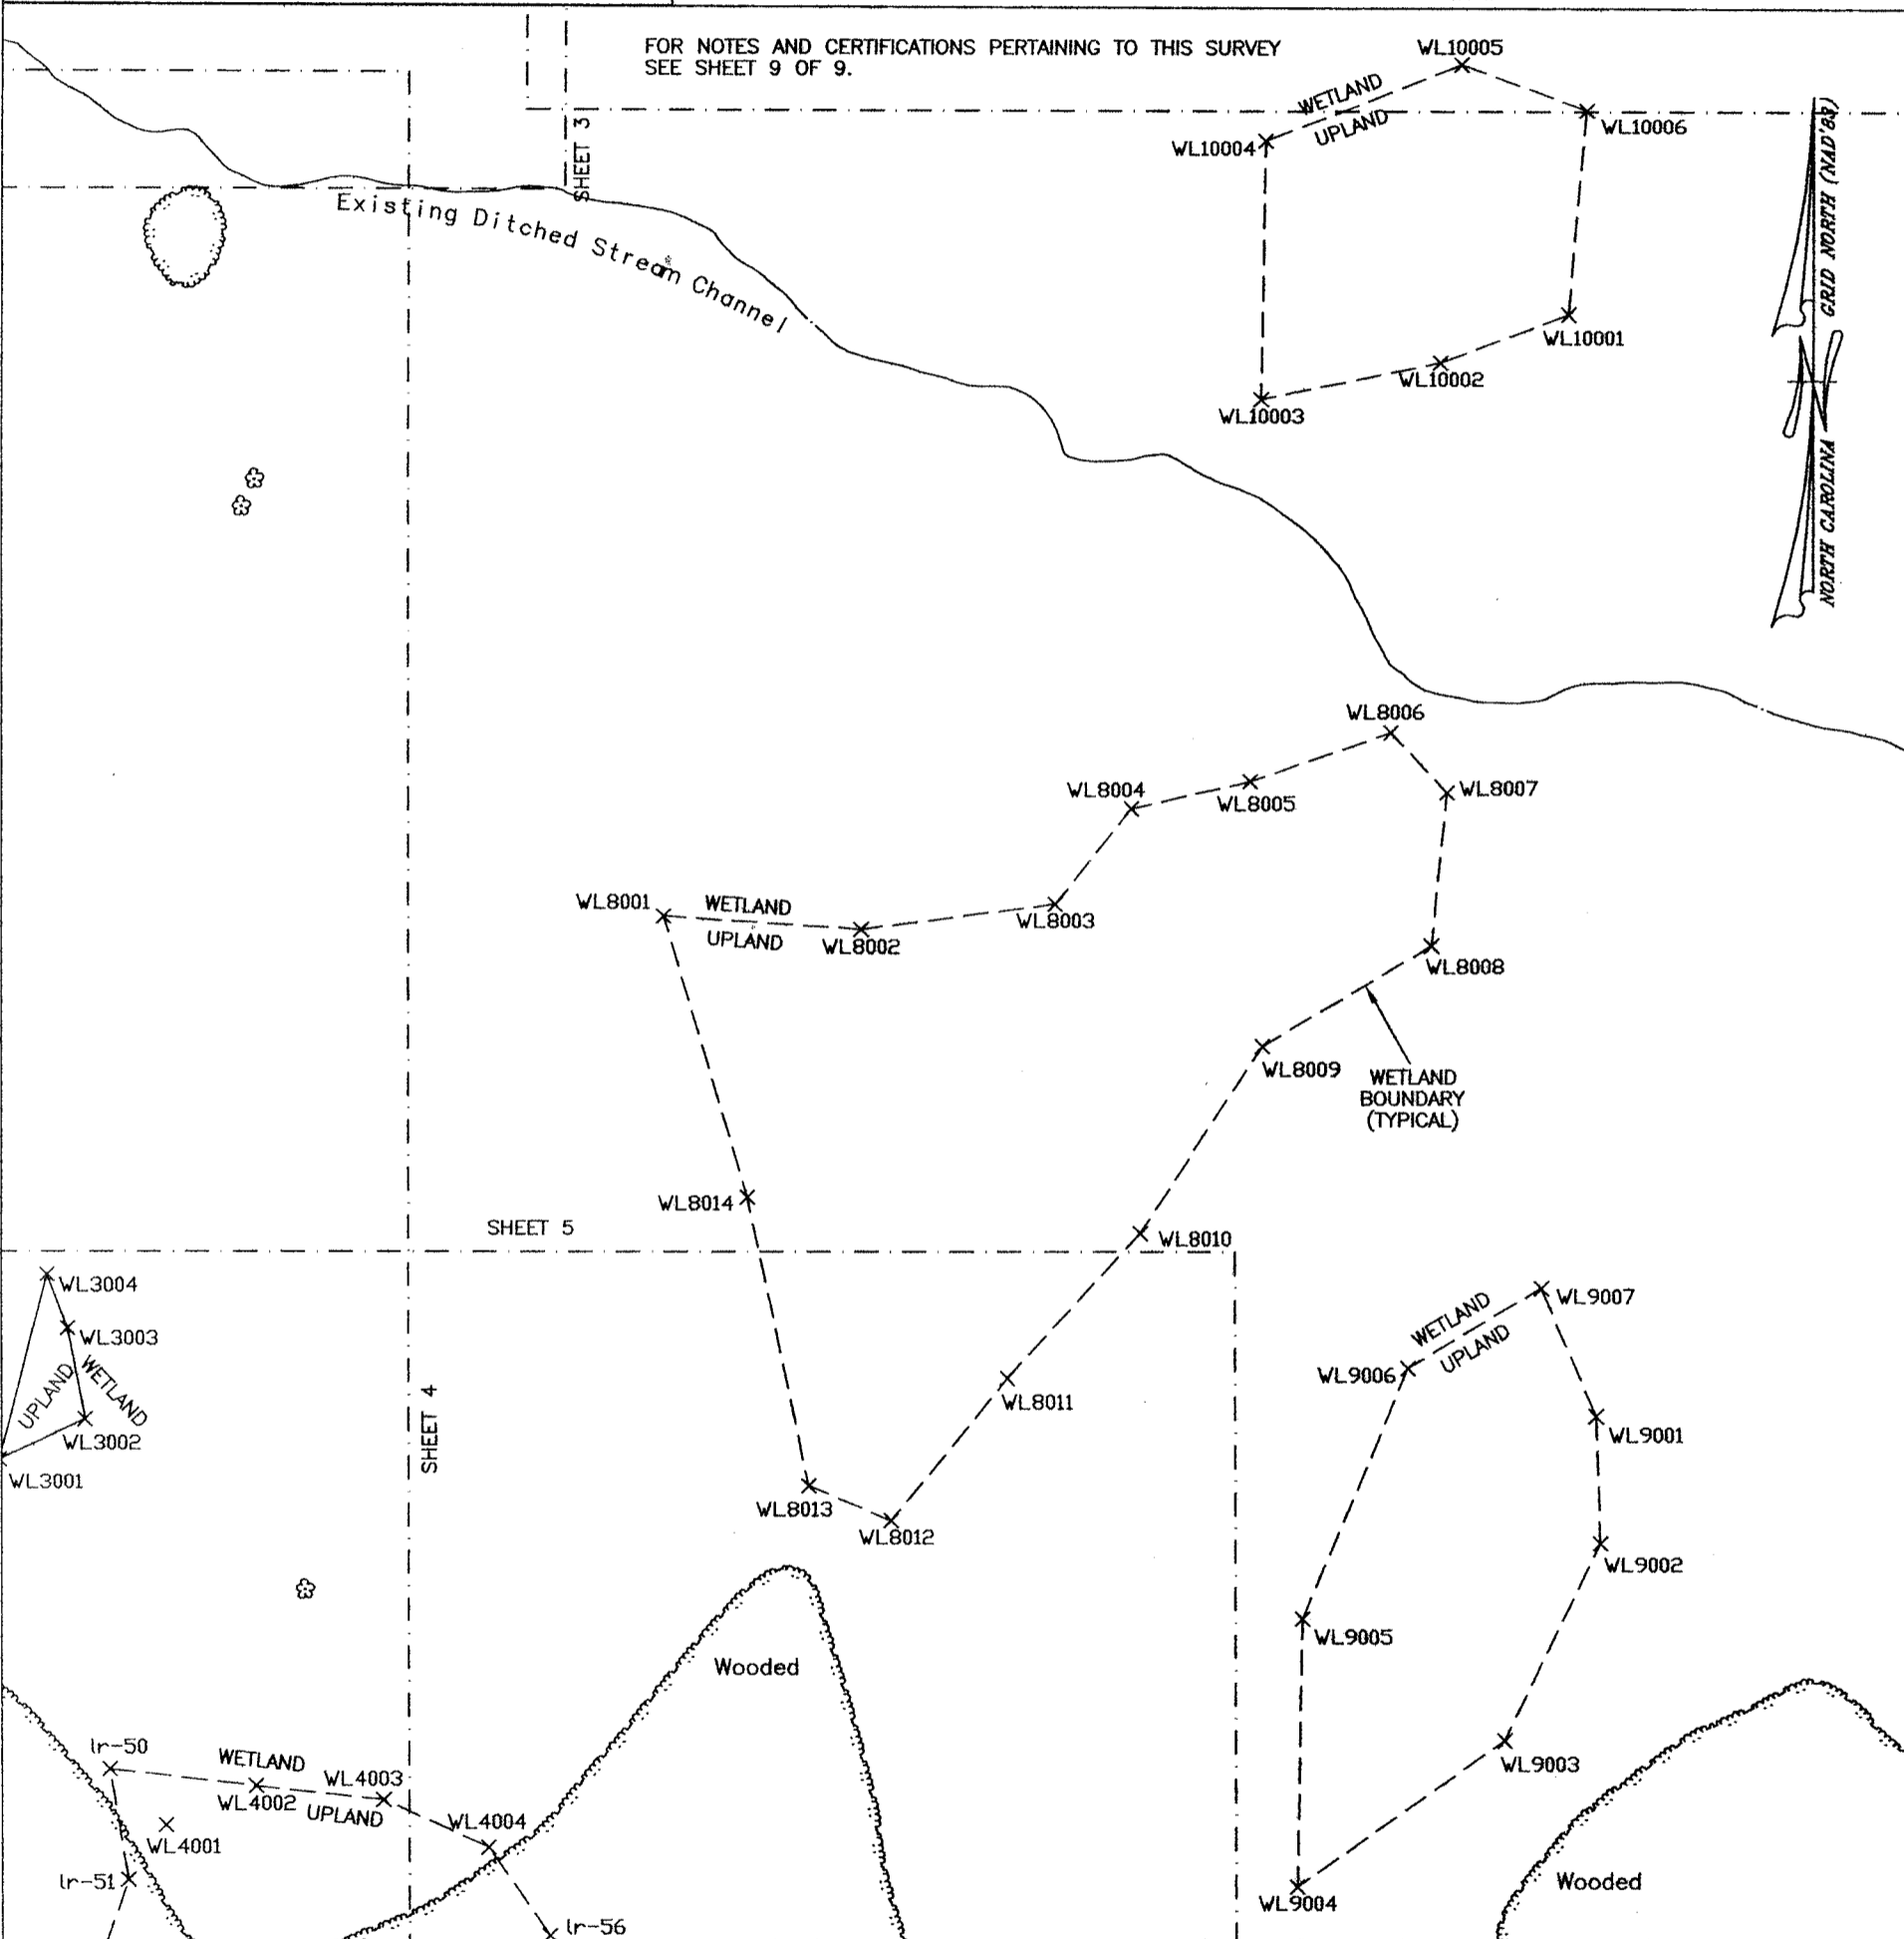 FOR NOTES AND CERTIFICATIONS PERTAINING TO THIS SURVEY
SEE SHEET 9 OF 9.
WL10005
WETLAND
UPLAND
WL10006
WL10004
SHEET 3
GRID NORTH (NAD'83)
NORTH CAROLINA
Existing Ditched Stream Channel
WL10001
WL10002
WL10003
WL8006
WL8007
WL8004
WL8005
WL8001
WETLAND
UPLAND
WL8002
WL8003
WL8008
WL8009
WETLAND
BOUNDARY
(TYPICAL)
WL8014
SHEET 5
WL8010
WL3004
WL3003
WETLAND
UPLAND
WL3002
WL3001
SHEET 4
WL9007
WETLAND
UPLAND
WL9006
WL8011
WL9001
WL8013
WL8012
WL9002
WL9005
Wooded
WL9003
lr-50
WETLAND
WL4003
WL4002
UPLAND
WL4004
WL4001
lr-51
lr-56
WL9004
Wooded